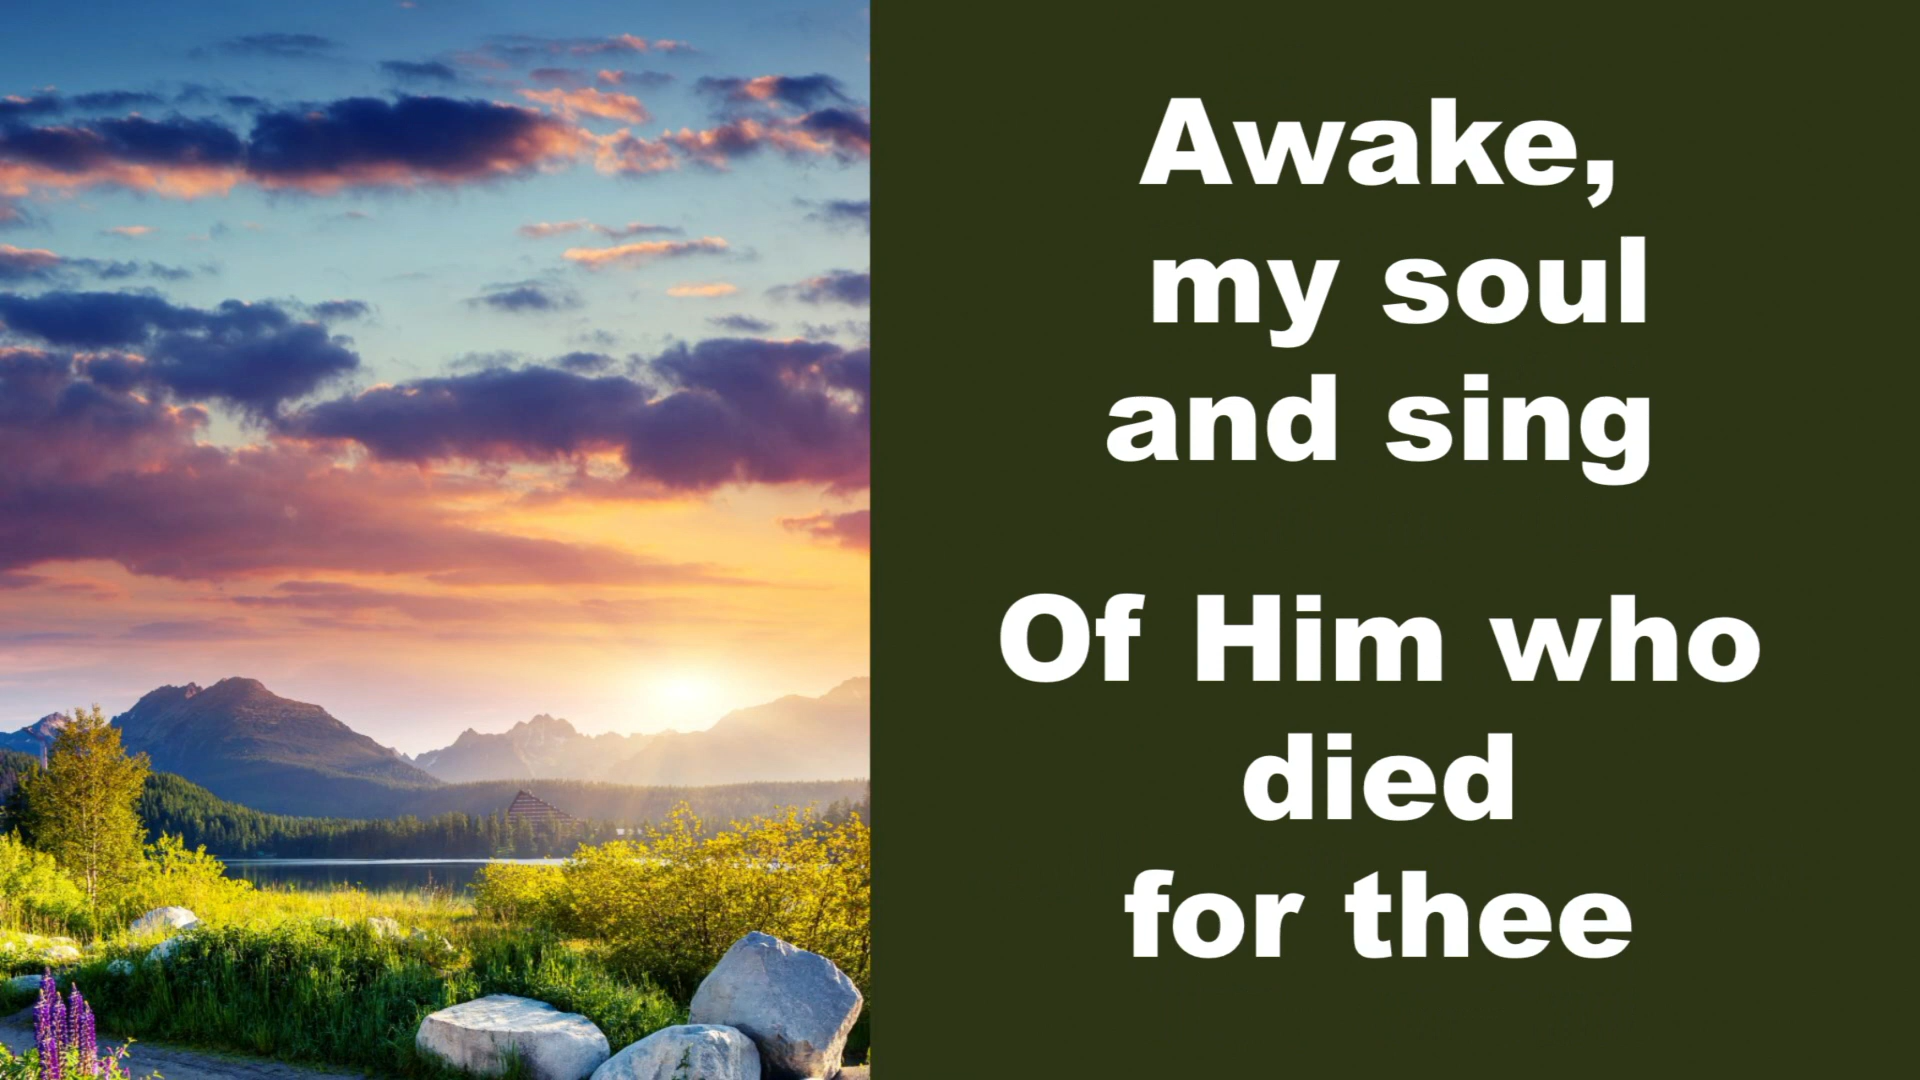 Awake,
my soul
and sing
Of Him who
died
for thee